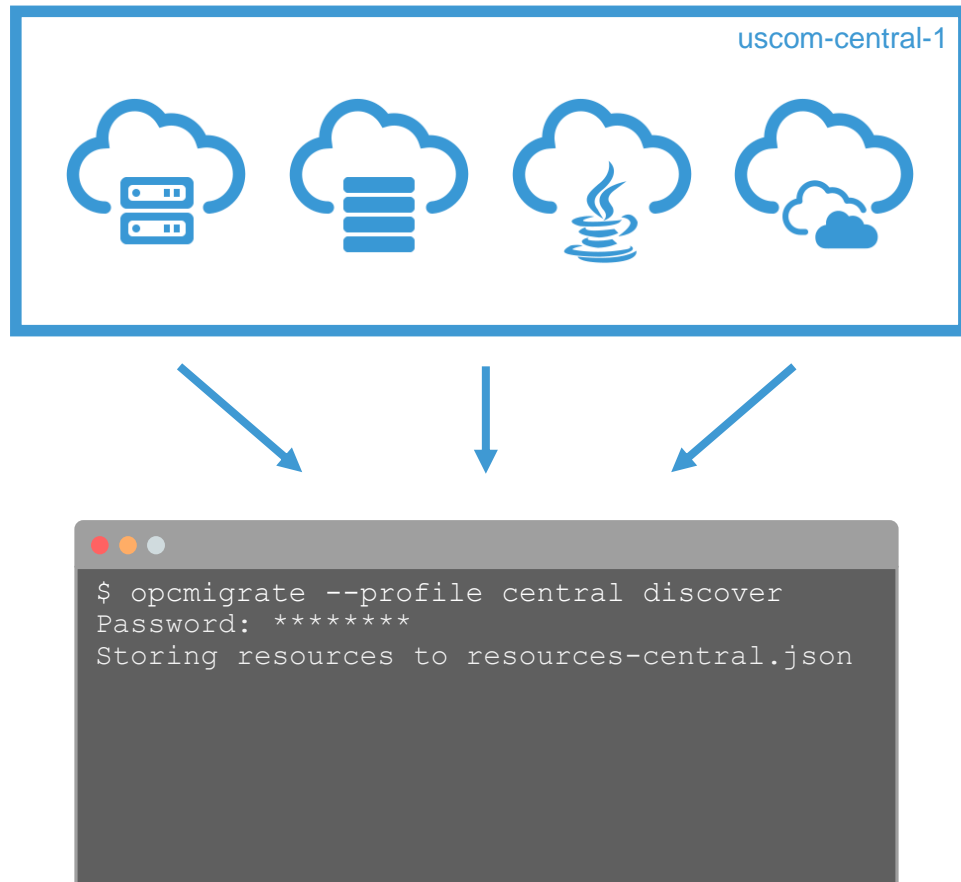 uscom-central-1
$ opcmigrate --profile central discover
Password: ********
Storing resources to resources-central.json